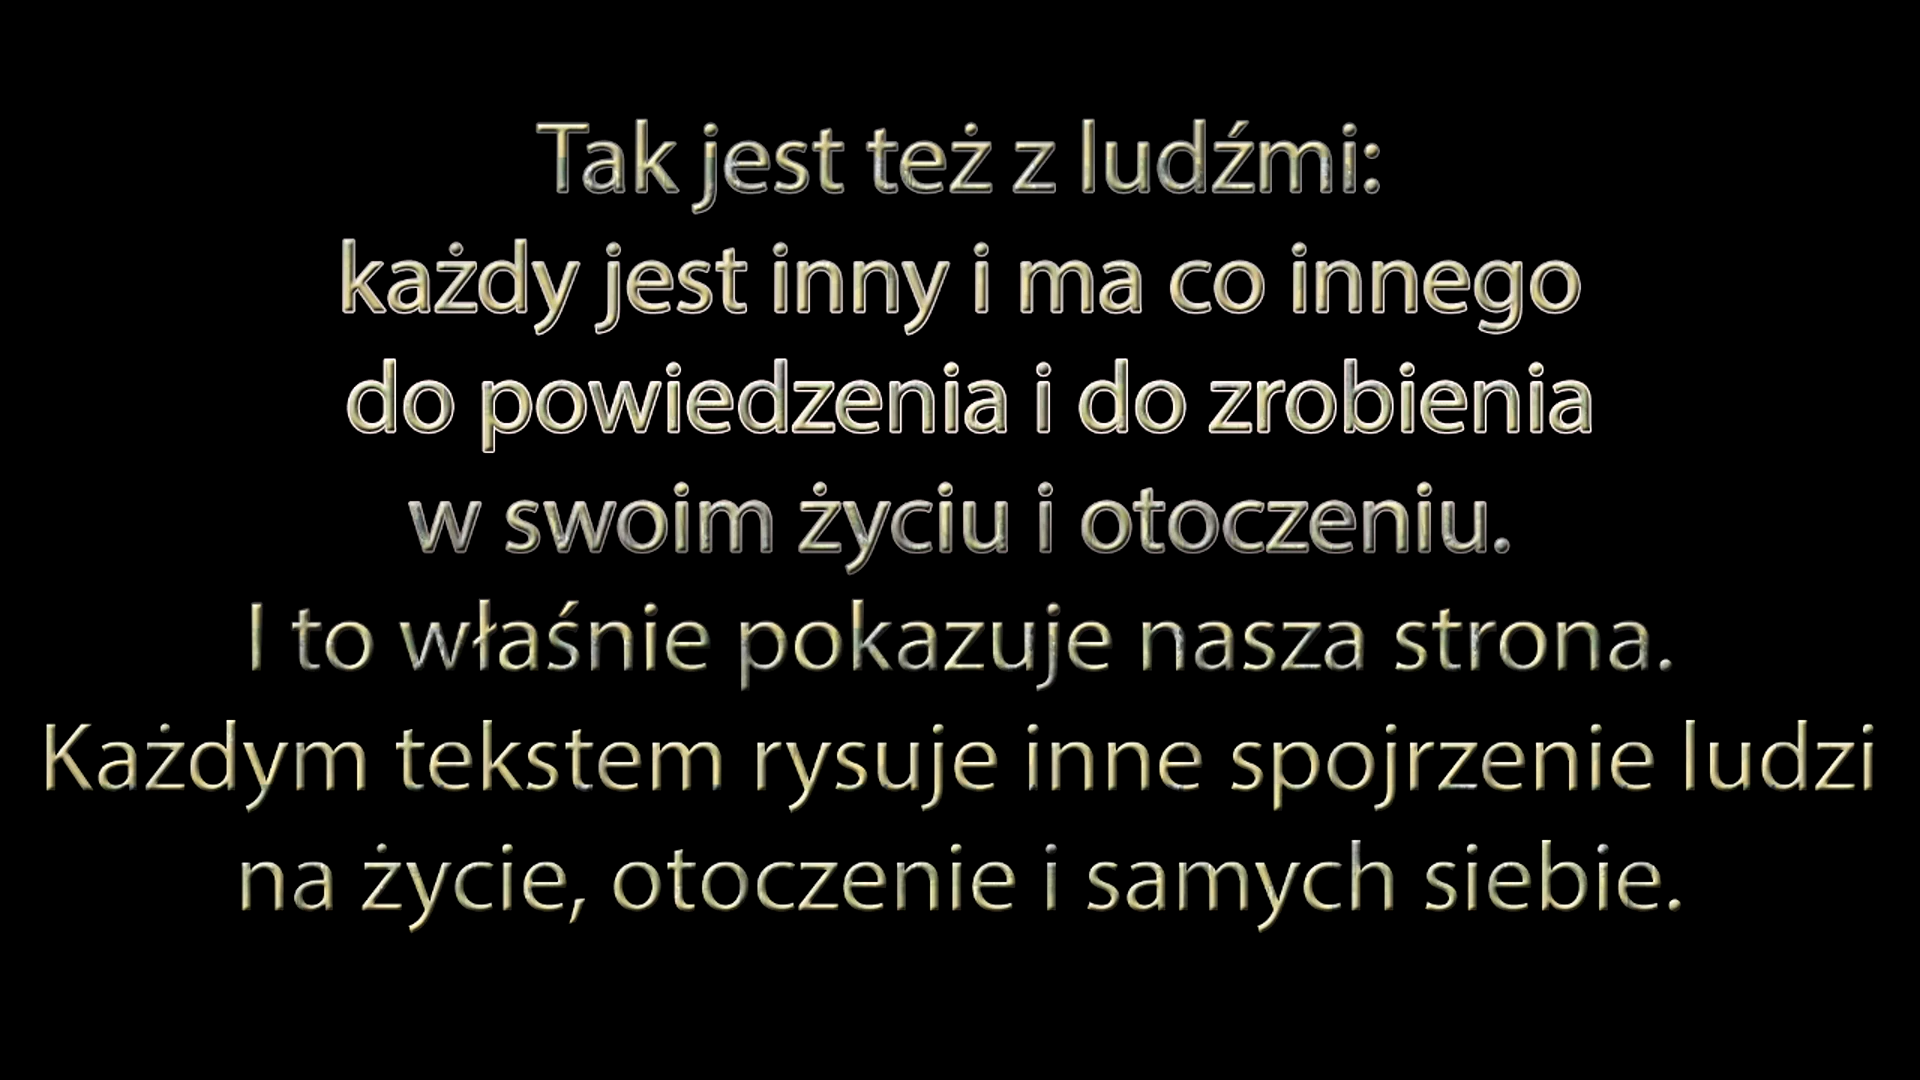 Tak jest też z ludźmi:
każdy jest inny i ma co innego
do powiedzenia i do zrobienia
w swoim życiu i otoczeniu.
I to właśnie pokazuje nasza strona.
Każdym tekstem rysuje inne spojrzenie ludzi
na życie, otoczenie i samych siebie.